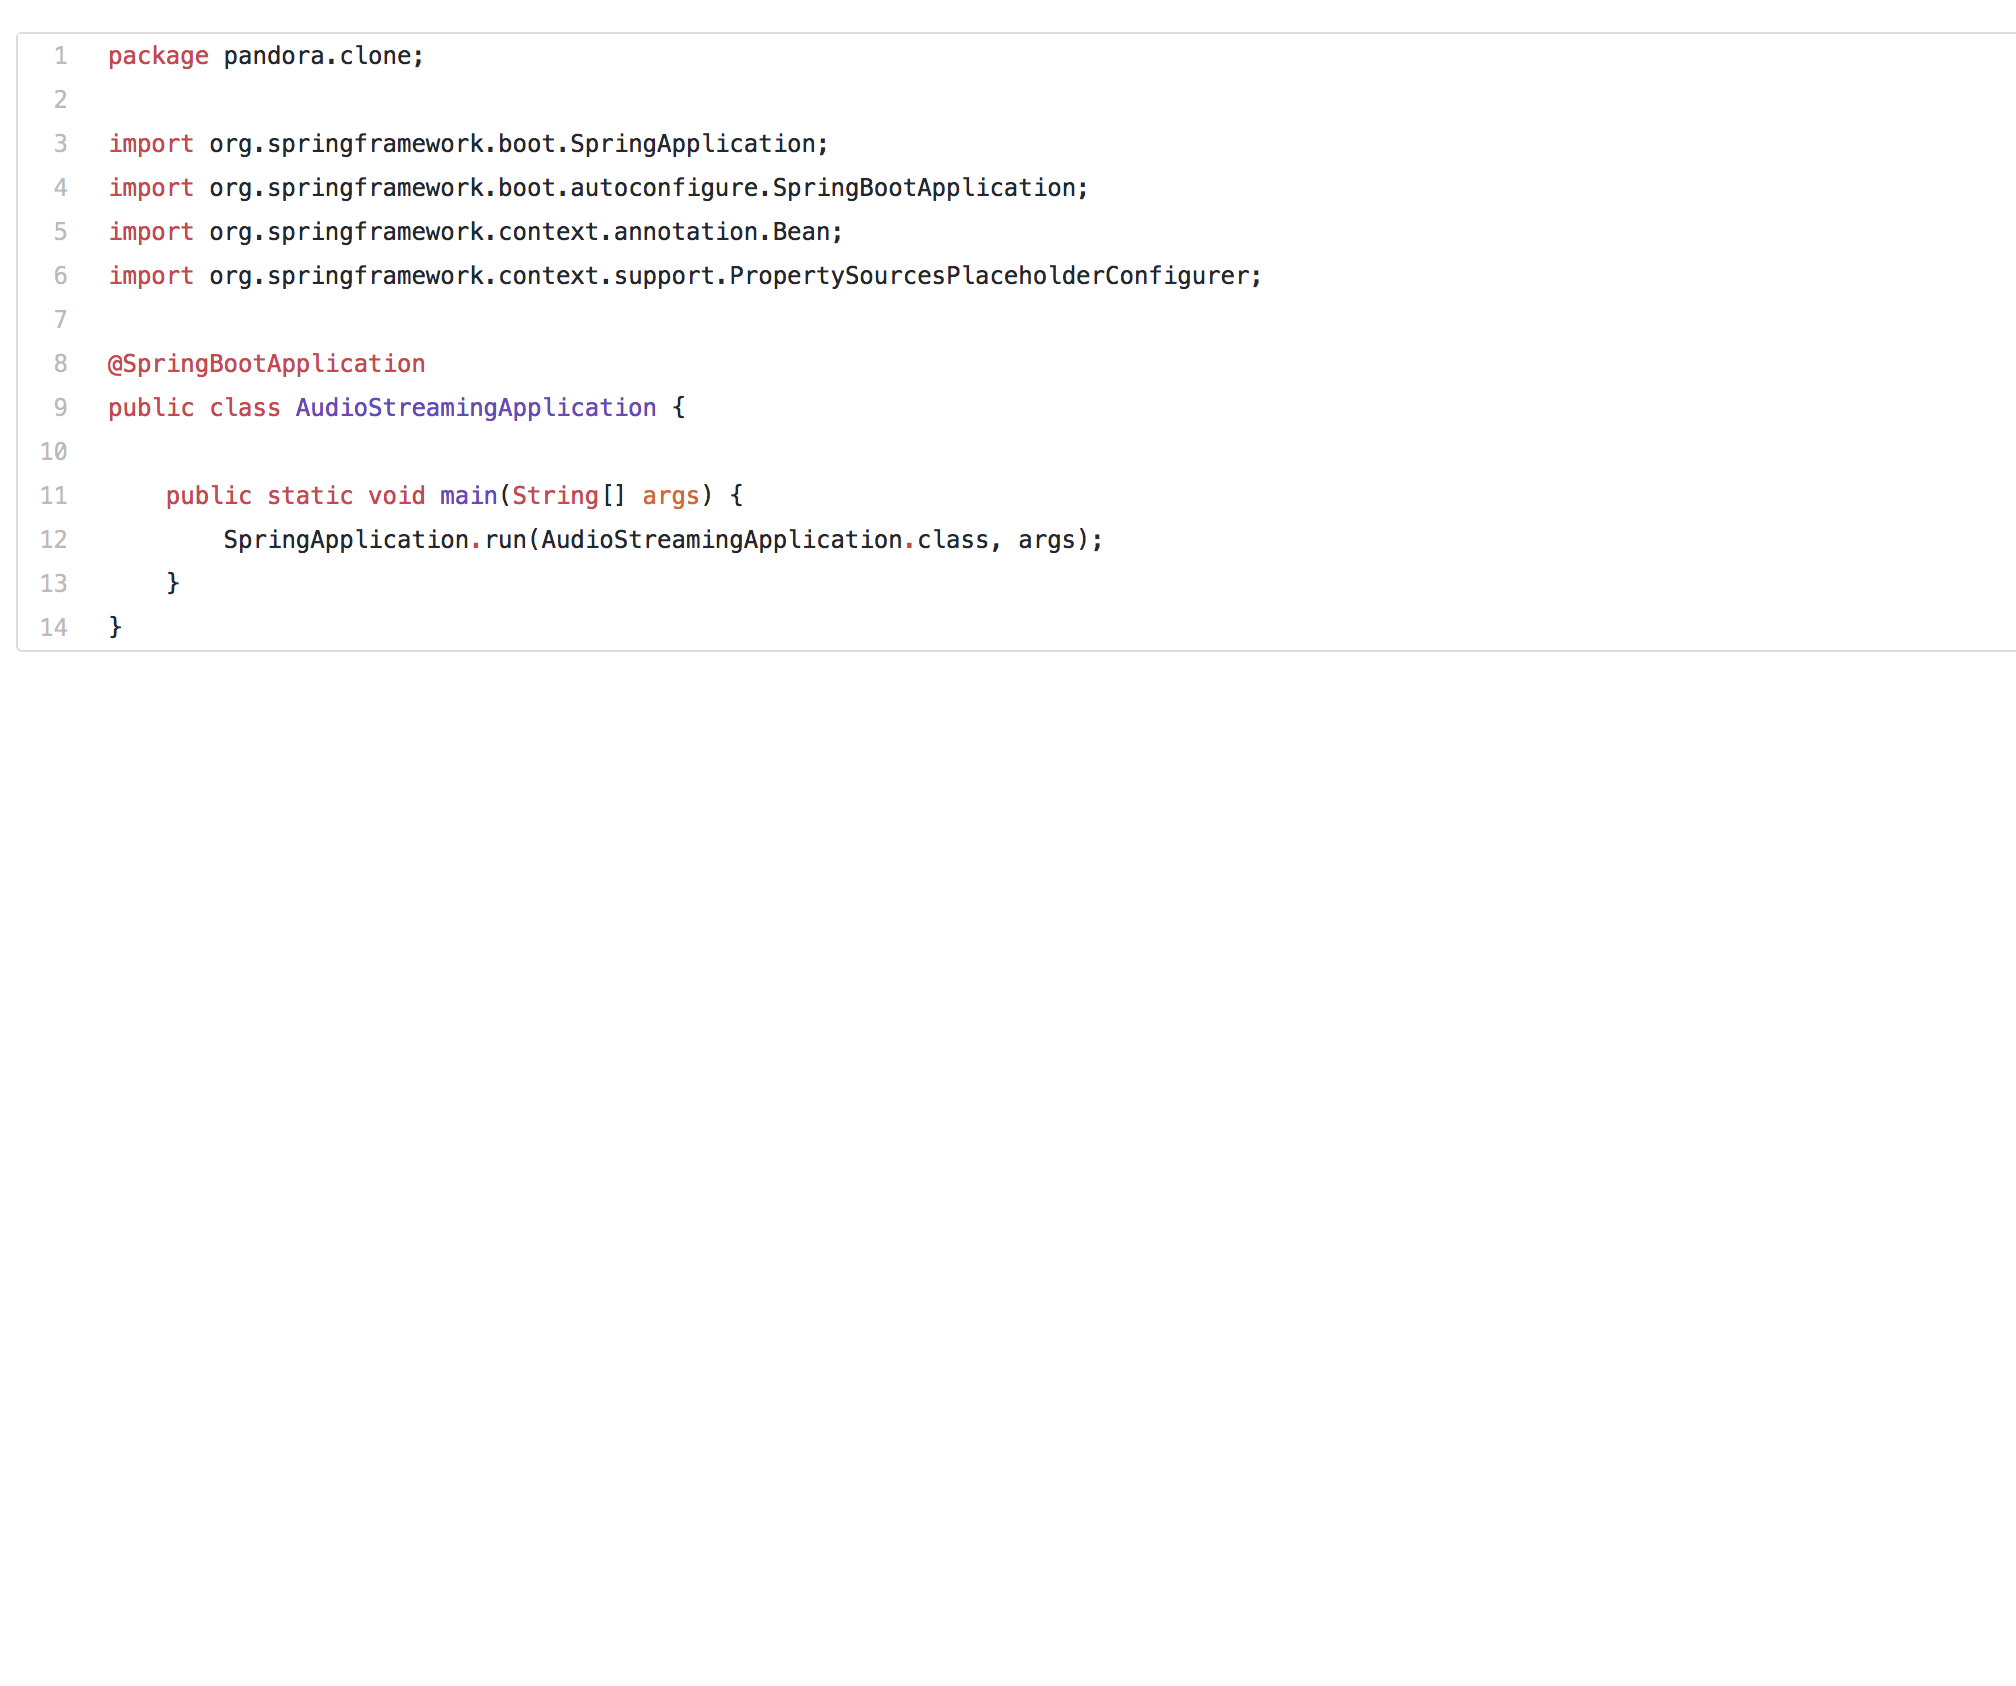 1 package pandora.clone;
2
3 import org.springframework.boot.SpringApplication;
4 import org.springframework.boot.autoconfigure.SpringBootApplication;
5 import org.springframework.context.annotation.Bean;
6 import org.springframework.context.support.PropertySourcesPlaceholderConfigurer;
7
8 @SpringBootApplication
9 public class AudioStreamingApplication {
10
11     public static void main(String[] args) {
12         SpringApplication.run(AudioStreamingApplication.class, args);
13     }
14 }